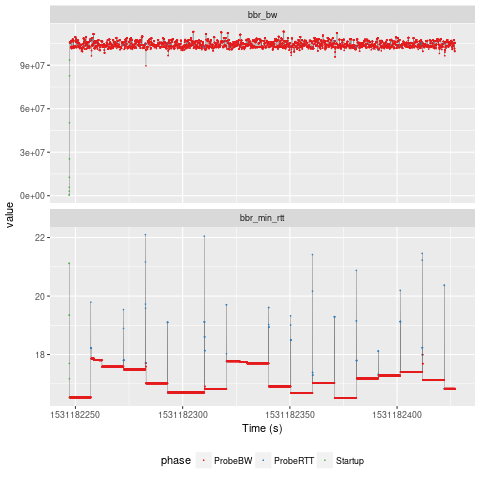 bbr_bw
9e+07
6e+07
3e+07
0e+00
value
bbr_min_rtt
22
20
18
1531182250 1531182300 1531182350 1531182400
Time (s)
phase ProbeBW ProbeRTT Startup